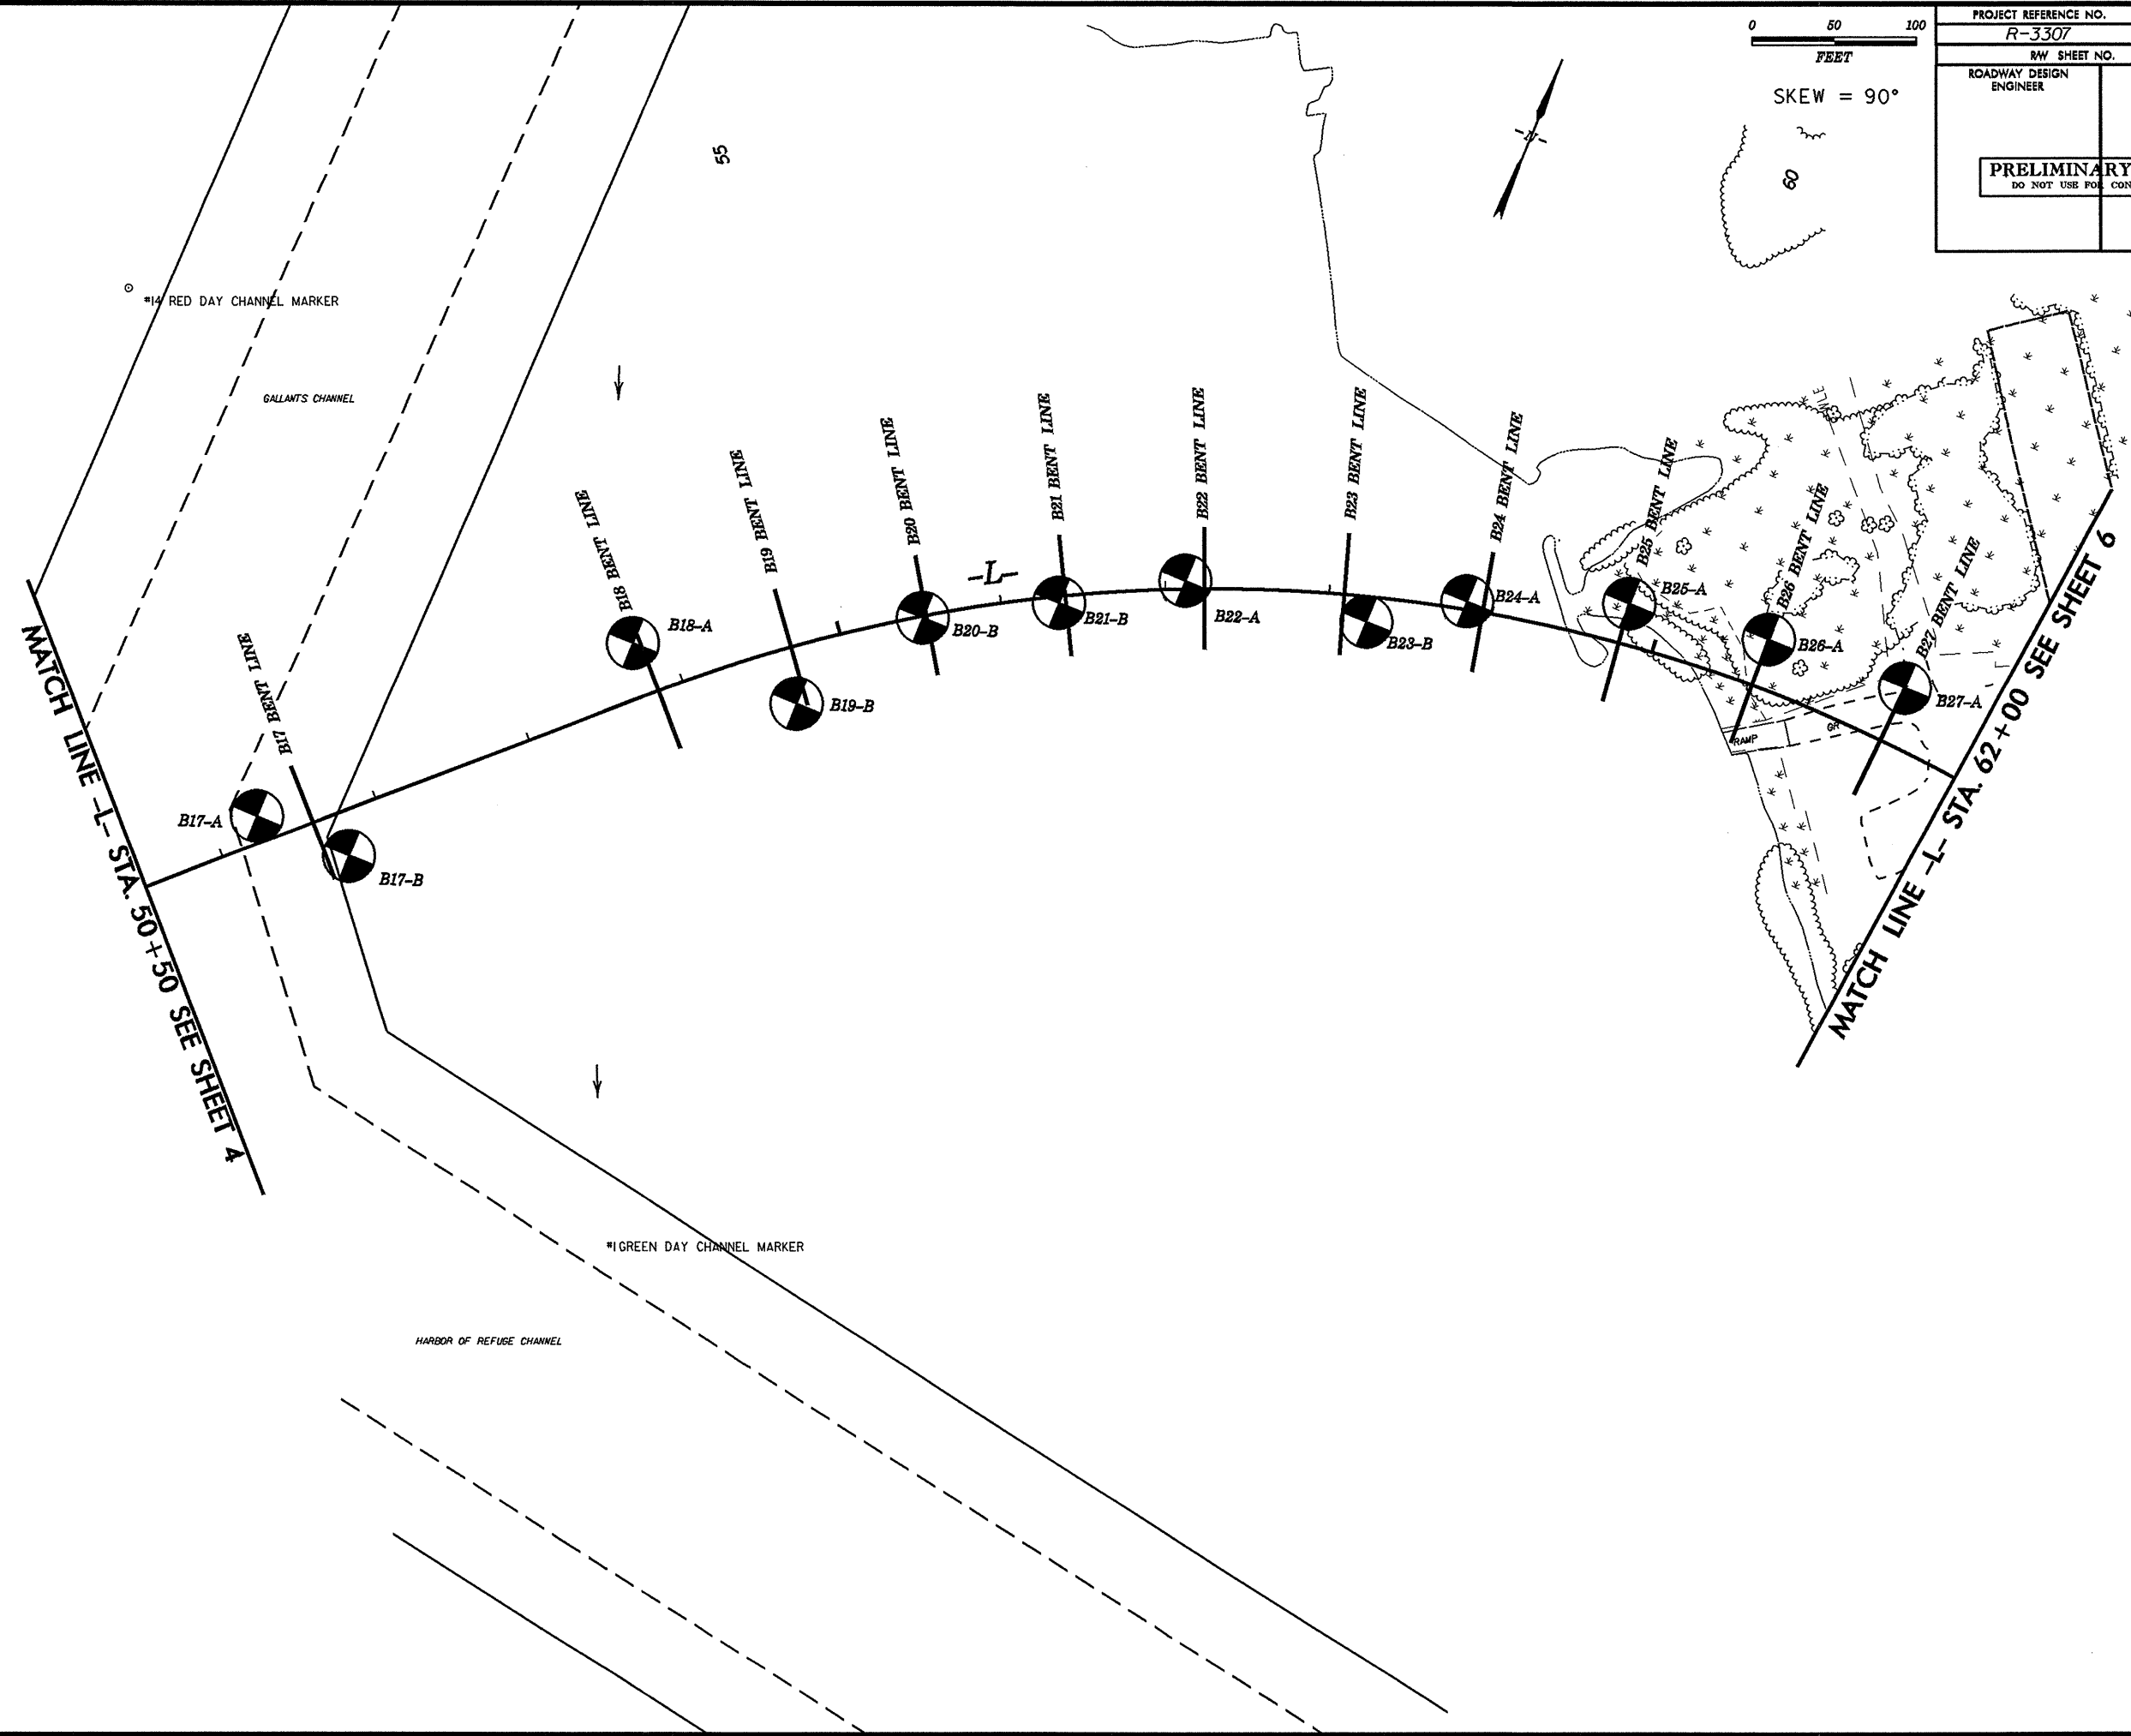 0 50 100
FEET
SKEW = 90°
PROJECT REFERENCE NO.
R-3307
R/W SHEET NO.
ROADWAY DESIGN
ENGINEER
PRELIMINARY
DO NOT USE FOR CON
-N-
55
60
#14 RED DAY CHANNEL MARKER
GALLANTS CHANNEL
B17 BENT LINE
B18 BENT LINE
B19 BENT LINE
B20 BENT LINE
B21 BENT LINE
B22 BENT LINE
B23 BENT LINE
B24 BENT LINE
B25 BENT LINE
B26 BENT LINE
B27 BENT LINE
-L-
B17-A
B17-B
B18-A
B19-B
B20-B
B21-B
B22-A
B23-B
B24-A
B25-A
B26-A
B27-A
RAMP
GR
MATCH LINE -L- STA. 50+50 SEE SHEET 4
MATCH LINE -L- STA. 62+00 SEE SHEET 6
#1 GREEN DAY CHANNEL MARKER
HARBOR OF REFUGE CHANNEL